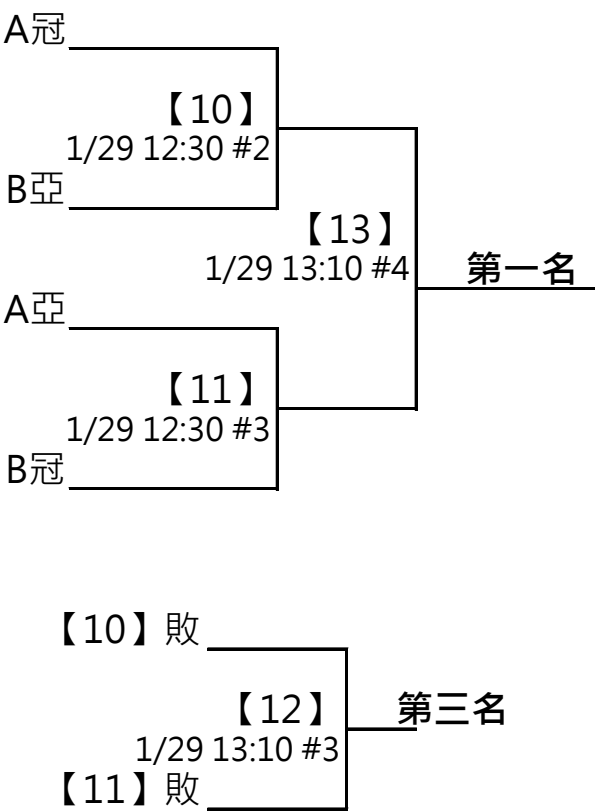 A冠
【10】
1/29 12:30 #2
B亞
【13】
1/29 13:10 #4
第一名
A亞
【11】
1/29 12:30 #3
B冠
【10】敗
【12】
第三名
1/29 13:10 #3
【11】敗